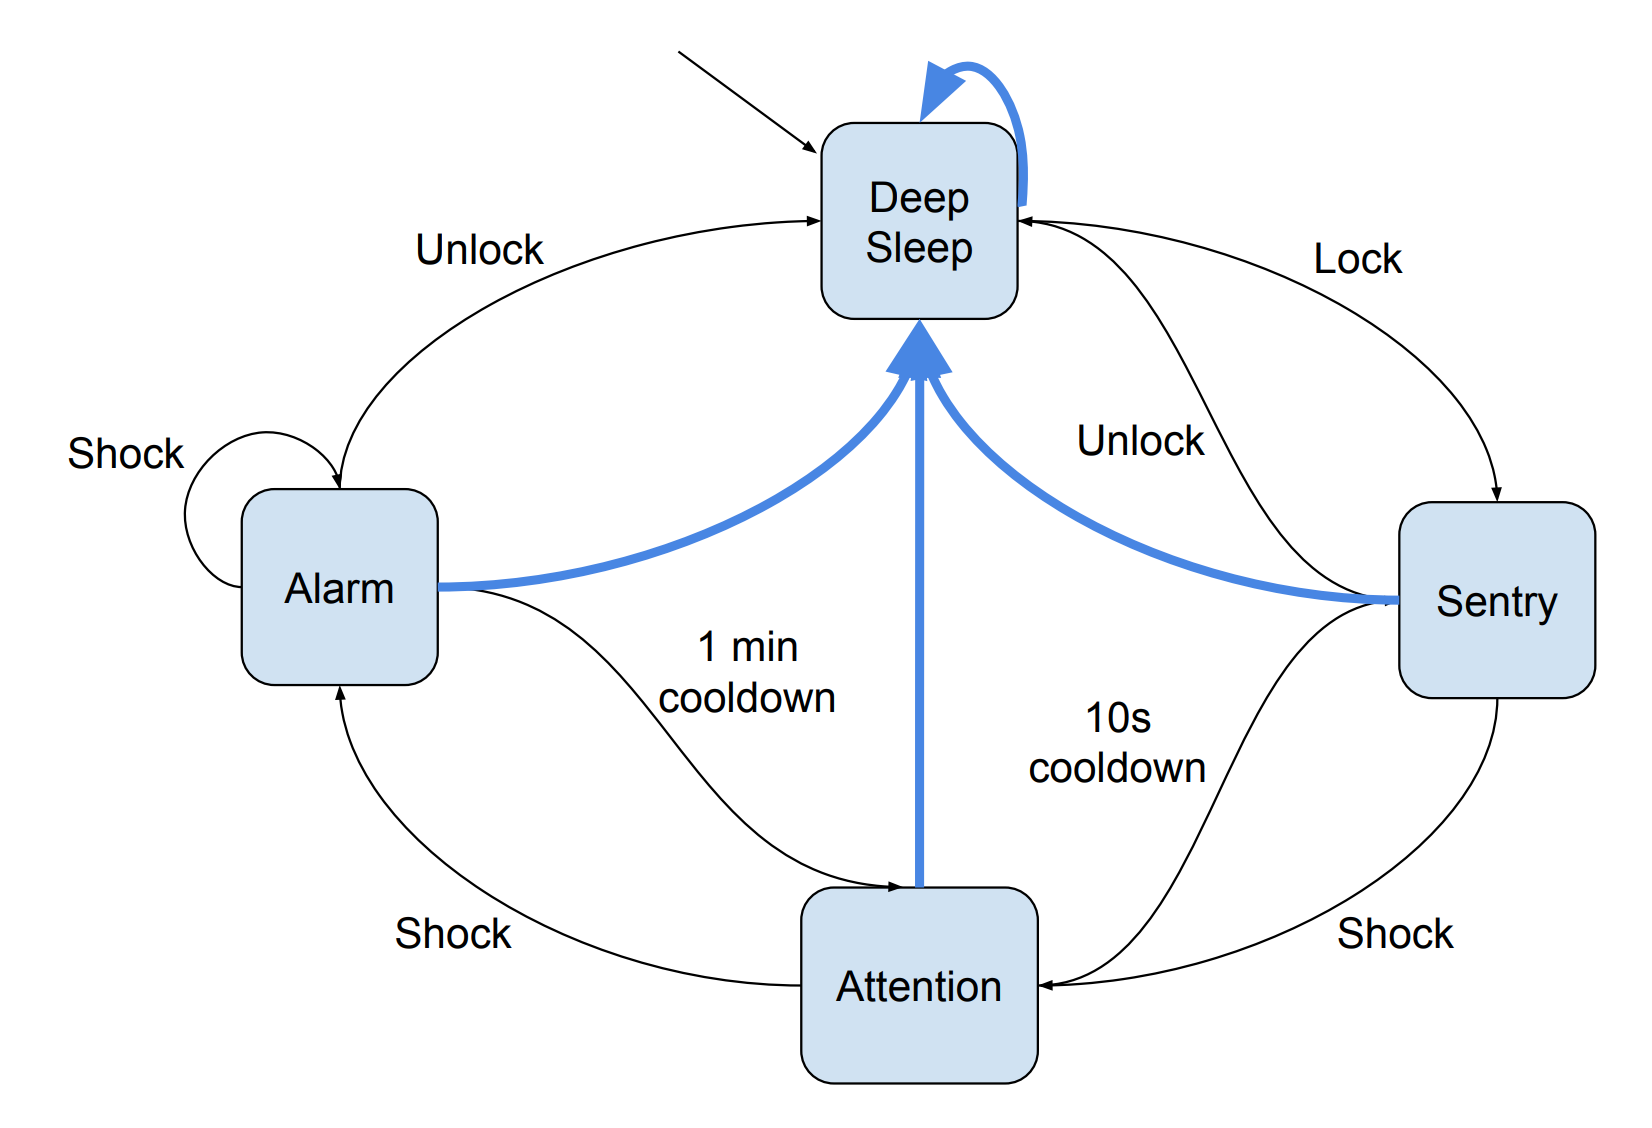 Deep
Sleep
Unlock
Lock
Shock
Unlock
Alarm
Sentry
1 min
cooldown
10s
cooldown
Shock
Shock
Attention